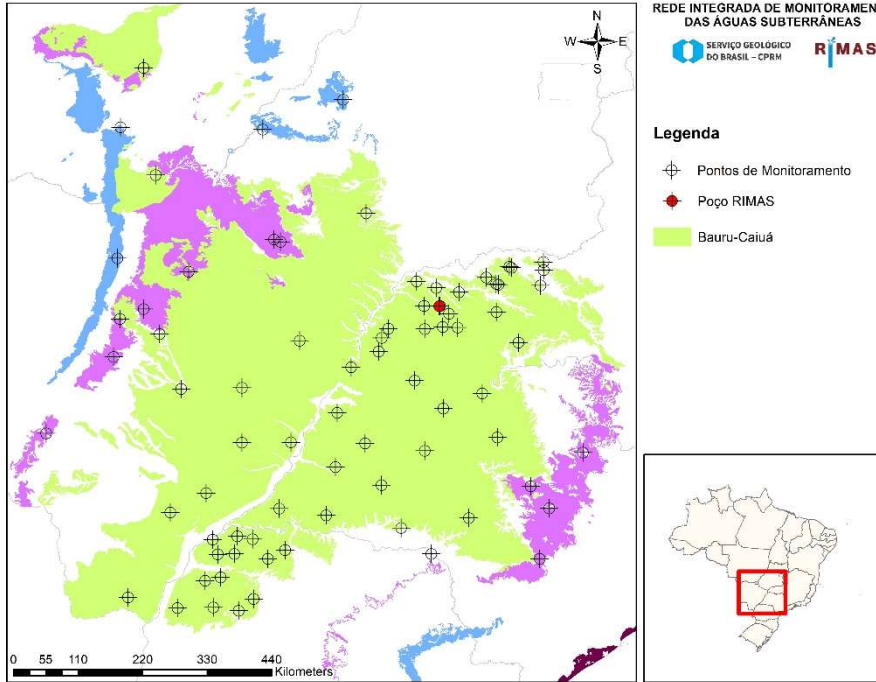 REDE INTEGRADA DE MONITORAMEN
DAS ÁGUAS SUBTERRÂNEAS
SERVIÇO GEOLÓGICO
DO BRASIL – CPRM
RIMAS
N
W E
S
Legenda
Pontos de Monitoramento
Poço RIMAS
Bauru-Caiuá
0 55 110 220 330 440
Kilometers